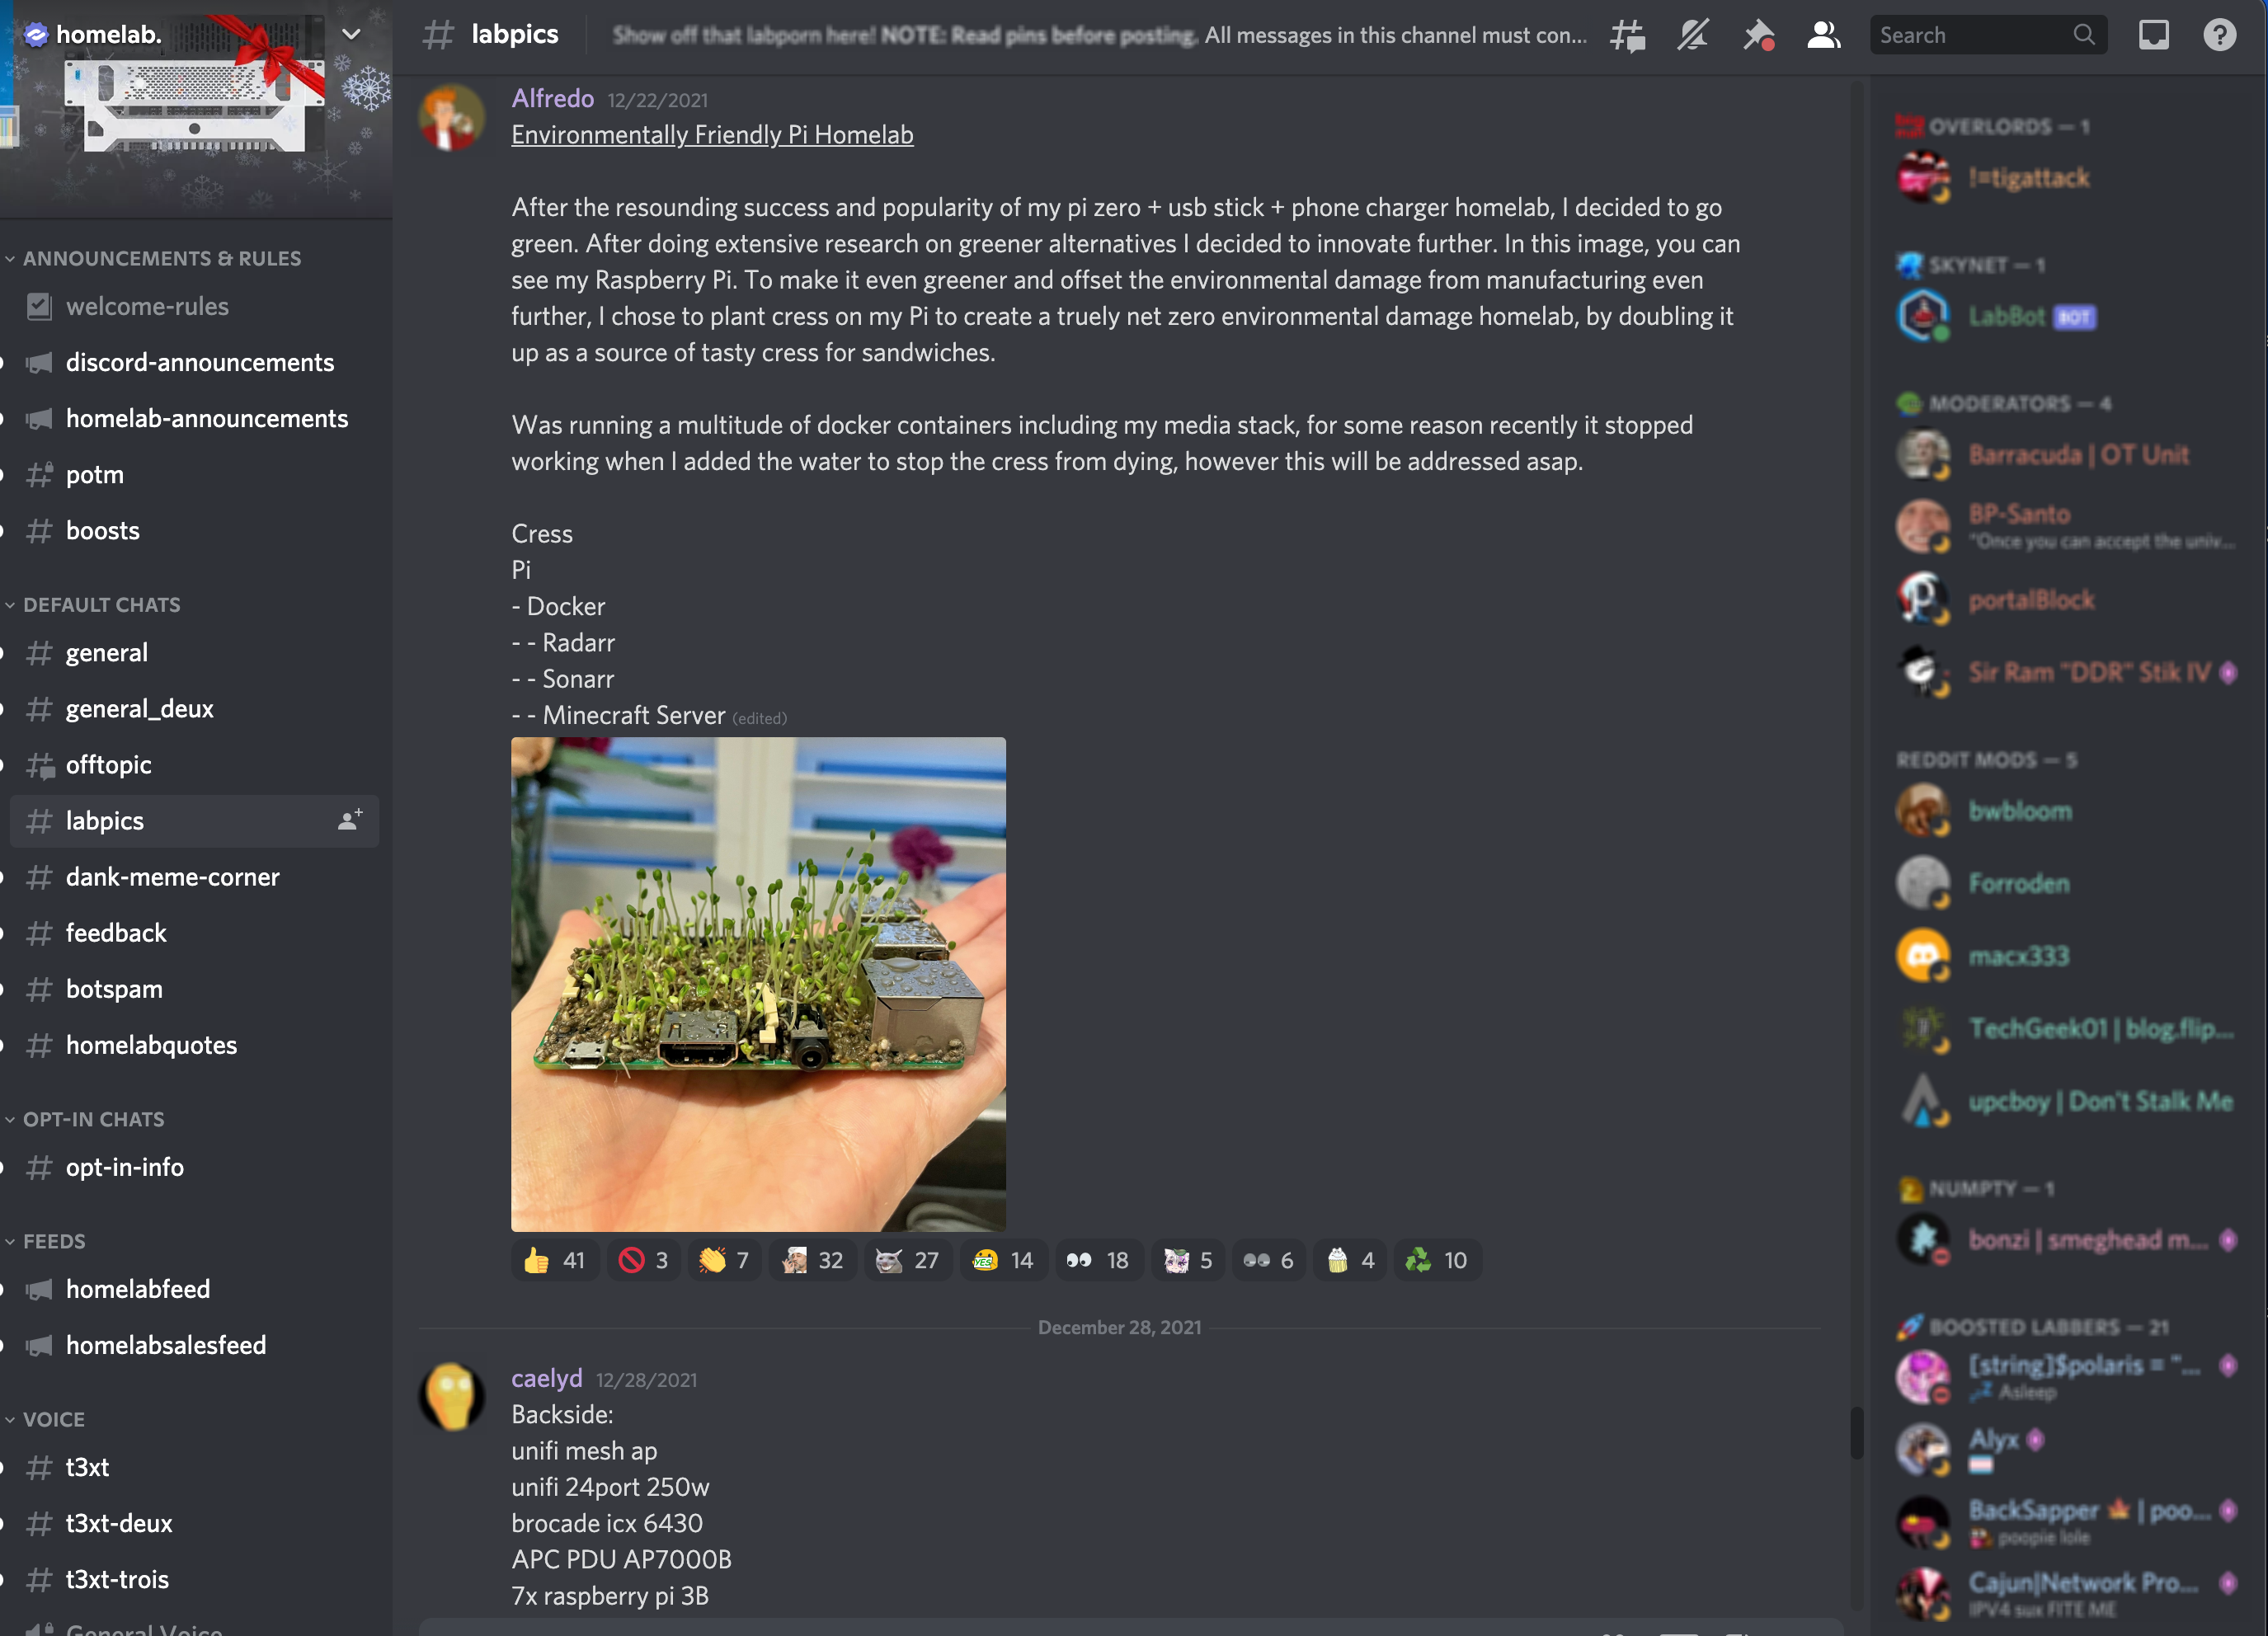 homelab.
ANNOUNCEMENTS & RULES
welcome-rules
discord-announcements
homelab-announcements
potm
boosts
DEFAULT CHATS
general
general_deux
offtopic
labpics
dank-meme-corner
feedback
botspam
homelabquotes
OPT-IN CHATS
opt-in-info
FEEDS
homelabfeed
homelabsalesfeed
VOICE
t3xt
t3xt-deux
t3xt-trois
General Voice
labpics
Show off that labporn here! NOTE: Read pins before posting. All messages in this channel must con...
Search
Alfredo 12/22/2021
Environmentally Friendly Pi Homelab
After the resounding success and popularity of my pi zero + usb stick + phone charger homelab, I decided to go
green. After doing extensive research on greener alternatives I decided to innovate further. In this image, you can
see my Raspberry Pi. To make it even greener and offset the environmental damage from manufacturing even
further, I chose to plant cress on my Pi to create a truely net zero environmental damage homelab, by doubling it
up as a source of tasty cress for sandwiches.
Was running a multitude of docker containers including my media stack, for some reason recently it stopped
working when I added the water to stop the cress from dying, however this will be addressed asap.
Cress
Pi
- Docker
- - Radarr
- - Sonarr
- - Minecraft Server (edited)
41 3 7 32 27 YES 14 18 5 6 4 10
December 28, 2021
caelyd 12/28/2021
Backside:
unifi mesh ap
unifi 24port 250w
brocade icx 6430
APC PDU AP7000B
7x raspberry pi 3B
OVERLORDS — 1
!=tigattack
SKYNET — 1
LabBot BOT
MODERATORS — 4
Barracuda | OT Unit
BP-Santo
"Once you can accept the univ...
portalBlock
Sir Ram "DDR" Stik IV
REDDIT MODS — 5
bwbloom
Forroden
macx333
TechGeek01 | blog.flip...
upcboy | Don't Stalk Me
NUMPTY — 1
bonzi | smeghead m...
BOOSTED LABBERS — 21
[string]$polaris = "...
Asleep
Alyx
BackSapper | poo...
poopie lole
Cajun|Network Pro...
IPV4 sux FITE ME